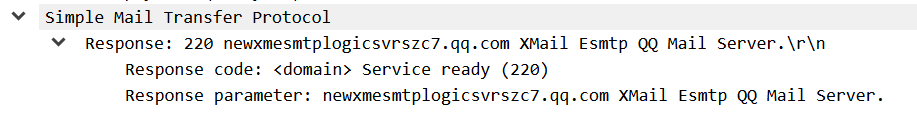 Simple Mail Transfer Protocol
Response: 220 newxmesmtplogicsvrszc7.qq.com XMail Esmtp QQ Mail Server.\r\n
Response code: <domain> Service ready (220)
Response parameter: newxmesmtplogicsvrszc7.qq.com XMail Esmtp QQ Mail Server.